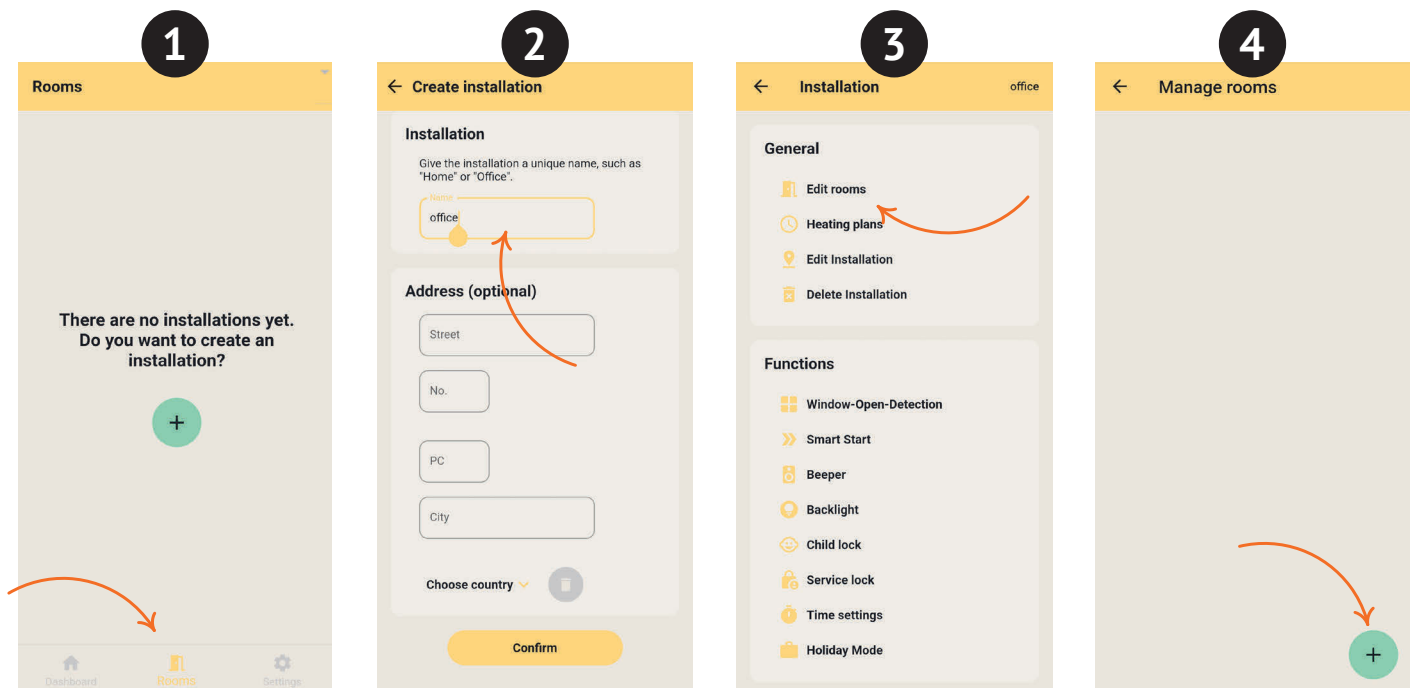 1
Rooms
There are no installations yet.
Do you want to create an
installation?
+
Dashboard
Rooms
Settings
2
Create installation
Installation
Give the installation a unique name, such as
"Home" or "Office".
Name
office
Address (optional)
Street
No.
PC
City
Choose country
Confirm
3
Installation
office
General
Edit rooms
Heating plans
Edit Installation
Delete Installation
Functions
Window-Open-Detection
Smart Start
Beeper
Backlight
Child lock
Service lock
Time settings
Holiday Mode
4
Manage rooms
+